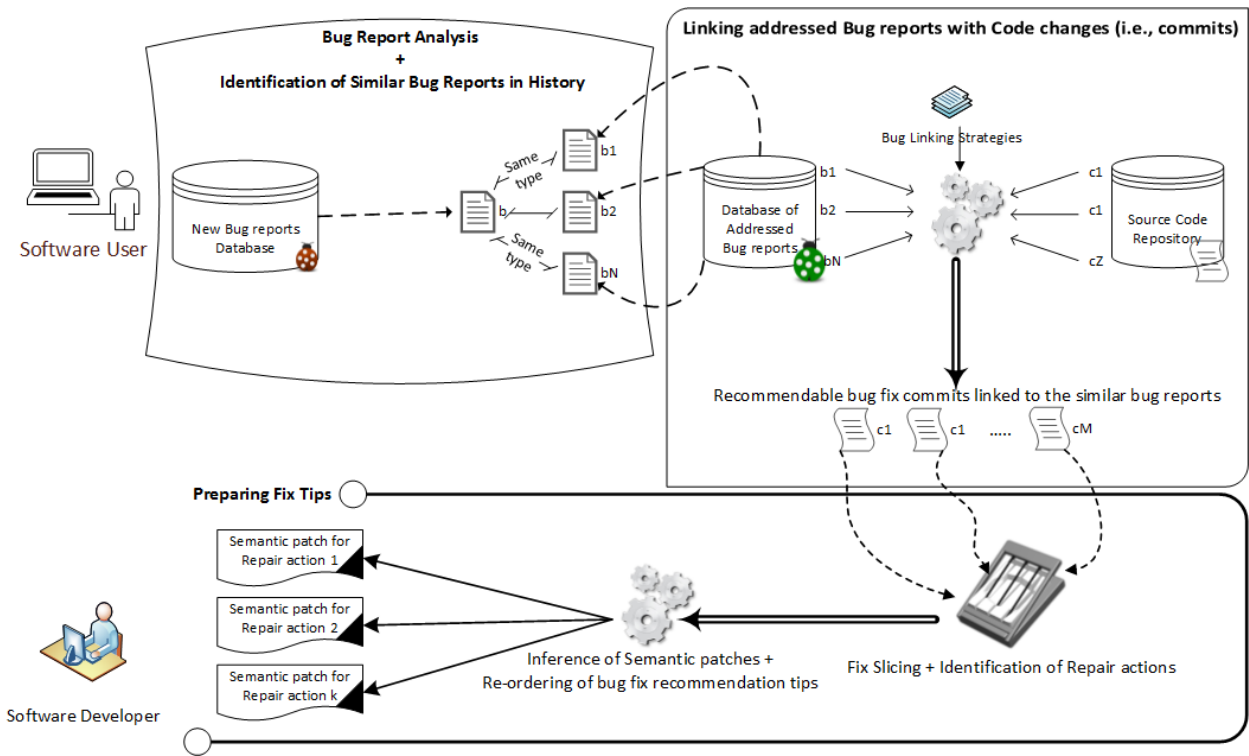 Bug Report Analysis
+
Identification of Similar Bug Reports in History
Software User
New Bug reports
Database
b
Same
type
b1
b2
Same
type
bN
Linking addressed Bug reports with Code changes (i.e., commits)
Bug Linking Strategies
Database of
Addressed
Bug reports
b1
b2
bN
c1
c1
cZ
Source Code
Repository
Recommendable bug fix commits linked to the similar bug reports
c1
c1
.....
cM
Preparing Fix Tips
Semantic patch for
Repair action 1
Semantic patch for
Repair action 2
Semantic patch for
Repair action k
Software Developer
Inference of Semantic patches +
Re-ordering of bug fix recommendation tips
Fix Slicing + Identification of Repair actions